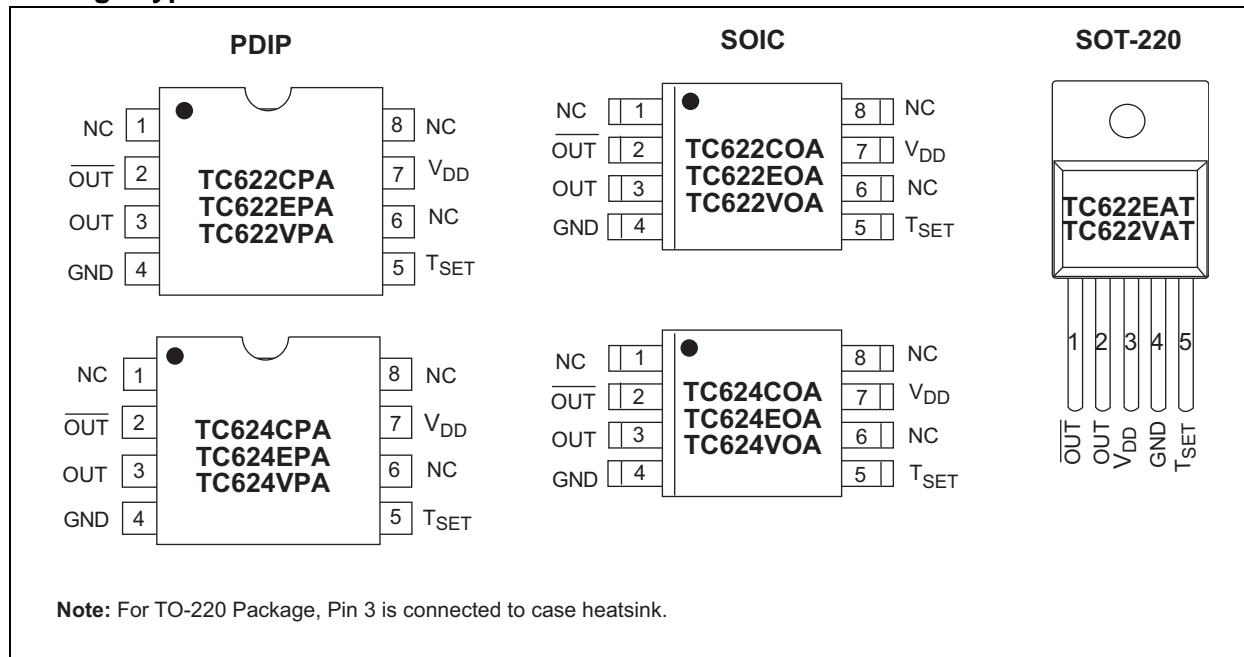 PDIP
NC 1
8 NC
OUT 2
7 VDD
OUT 3
6 NC
GND 4
5 TSET
TC622CPA
TC622EPA
TC622VPA
NC 1
8 NC
OUT 2
7 VDD
OUT 3
6 NC
GND 4
5 TSET
TC624CPA
TC624EPA
TC624VPA
SOIC
NC 1
8 NC
OUT 2
7 VDD
OUT 3
6 NC
GND 4
5 TSET
TC622COA
TC622EOA
TC622VOA
NC 1
8 NC
OUT 2
7 VDD
OUT 3
6 NC
GND 4
5 TSET
TC624COA
TC624EOA
TC624VOA
SOT-220
TC622EAT
TC622VAT
1 2 3 4 5
OUT
OUT
VDD
GND
TSET
Note: For TO-220 Package, Pin 3 is connected to case heatsink.